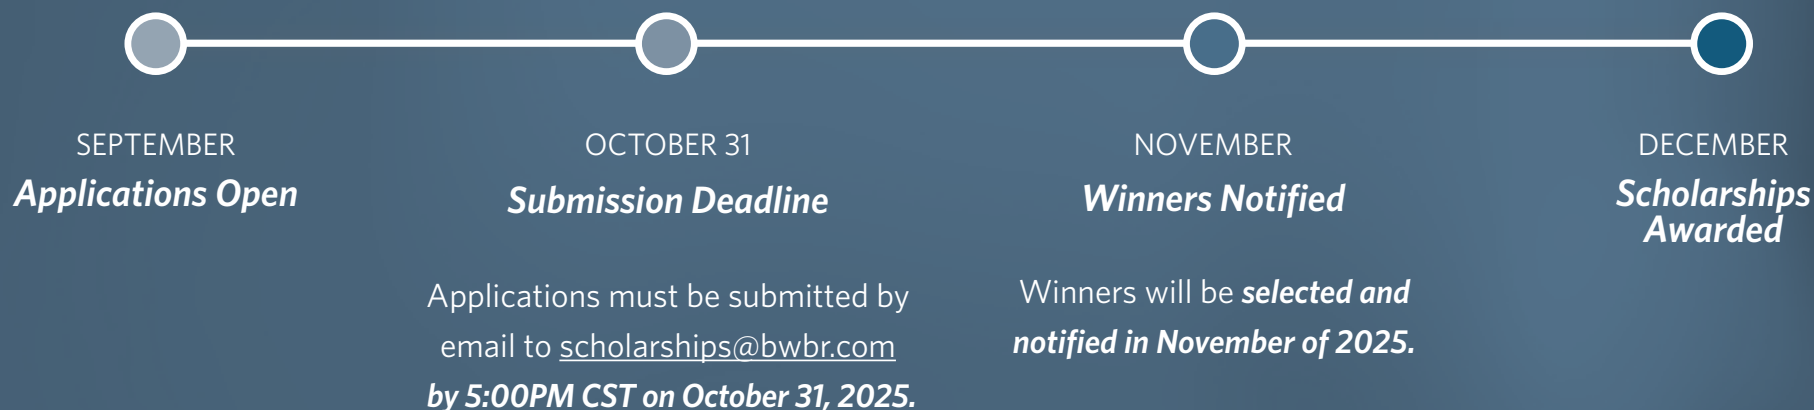 SEPTEMBER
Applications Open
OCTOBER 31
Submission Deadline
Applications must be submitted by
email to scholarships@bwbr.com
by 5:00PM CST on October 31, 2025.
NOVEMBER
Winners Notified
Winners will be selected and
notified in November of 2025.
DECEMBER
Scholarships
Awarded